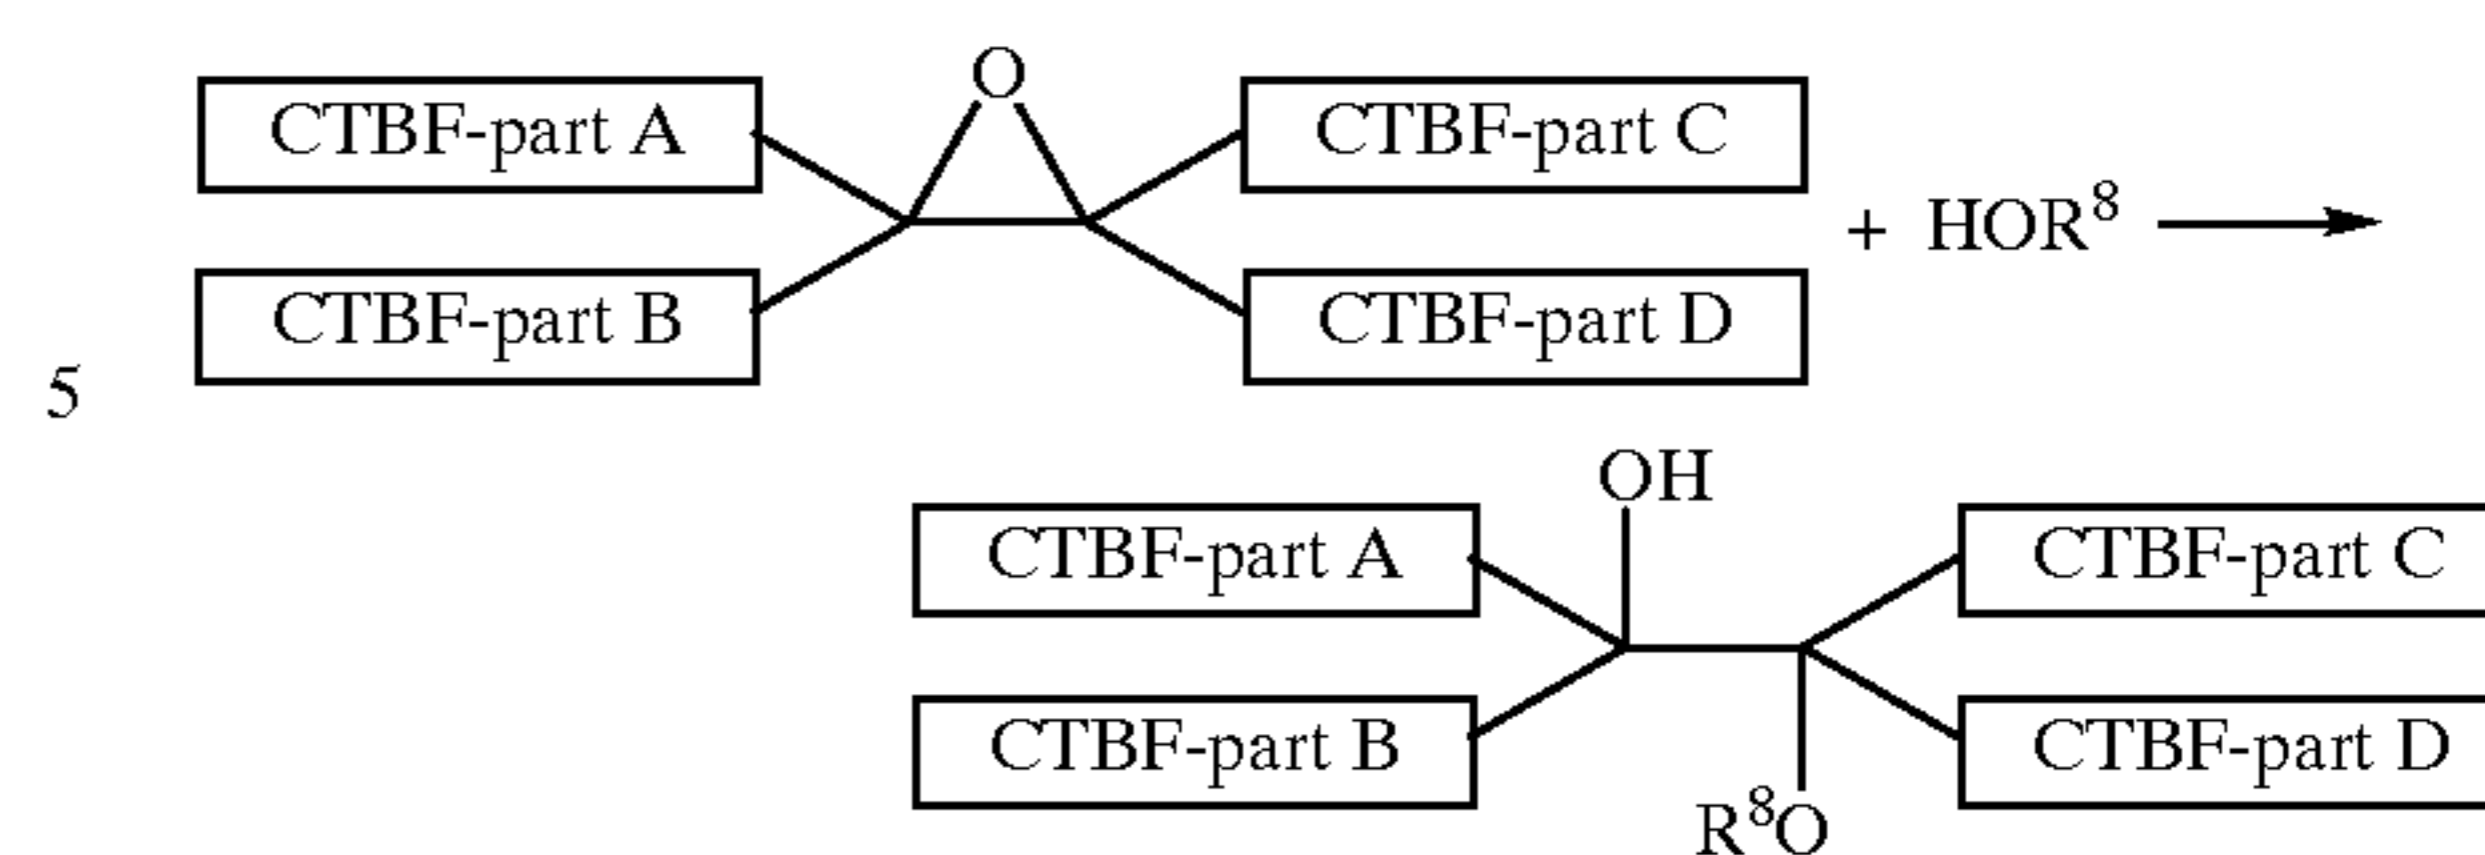 O
CTBF-part A CTBF-part C
+ HOR⁸
CTBF-part B CTBF-part D
5
OH
CTBF-part A CTBF-part C
CTBF-part B CTBF-part D
R⁸O